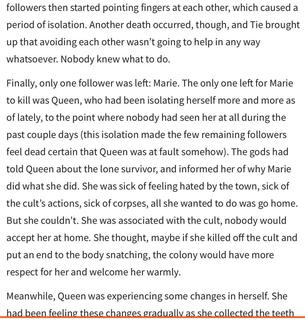 followers then started pointing fingers at each other, which caused a
period of isolation. Another death occurred, though, and Tie brought
up that avoiding each other wasn't going to help in any way
whatsoever. Nobody knew what to do.
Finally, only one follower was left: Marie. The only one left for Marie
to kill was Queen, who had been isolating herself more and more as
of lately, to the point where nobody had seen her at all during the
past couple days (this isolation made the few remaining followers
feel dead certain that Queen was at fault somehow). The gods had
told Queen about the lone survivor, and informed her of why Marie
did what she did. She was sick of feeling hated by the town, sick of
the cult's actions, sick of corpses, all she wanted to do was go home.
But she couldn't. She was associated with the cult, nobody would
accept her at home. She thought, maybe if she killed off the cult and
put an end to the body snatching, the colony would have more
respect for her and welcome her warmly.
Meanwhile, Queen was experiencing some changes in herself. She
had been feeling these changes gradually as she collected the teeth